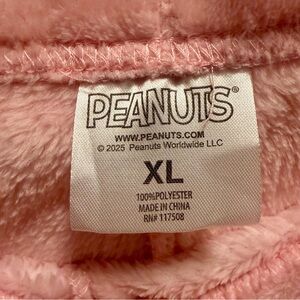 PEANUTS®
WWW.PEANUTS.COM
© 2025 Peanuts Worldwide LLC
XL
100%POLYESTER
MADE IN CHINA
RN# 117508